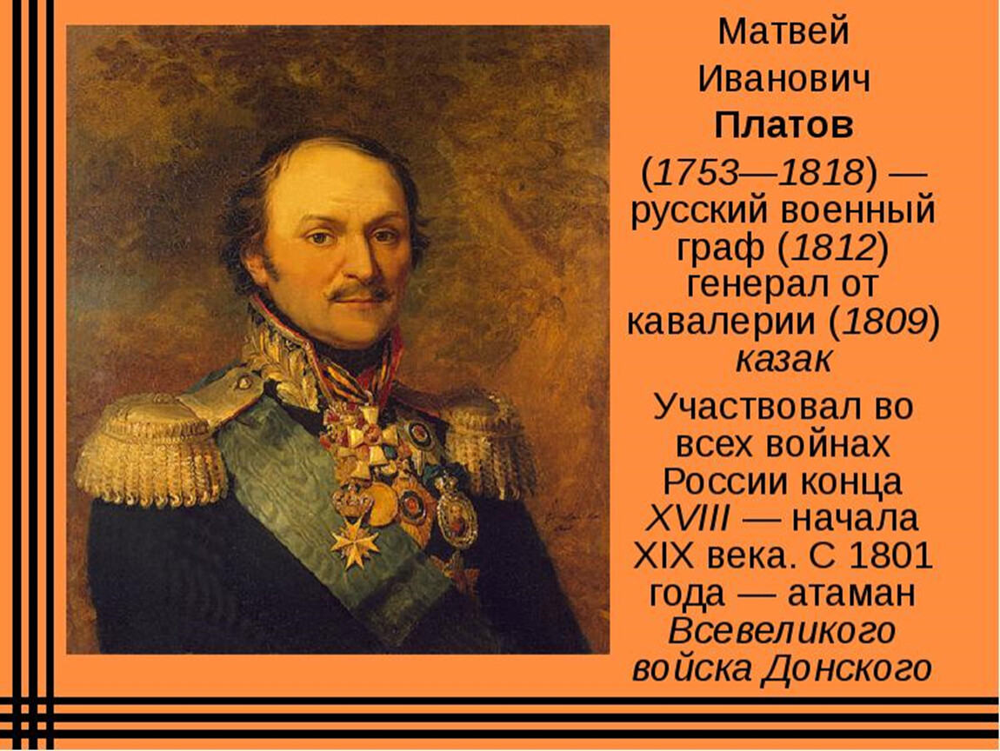 Матвей
Иванович
Платов
(1753—1818) —
русский военный
граф (1812)
генерал от
кавалерии (1809)
казак
Участвовал во
всех войнах
России конца
XVIII — начала
XIX века. С 1801
года — атаман
Всевеликого
войска Донского